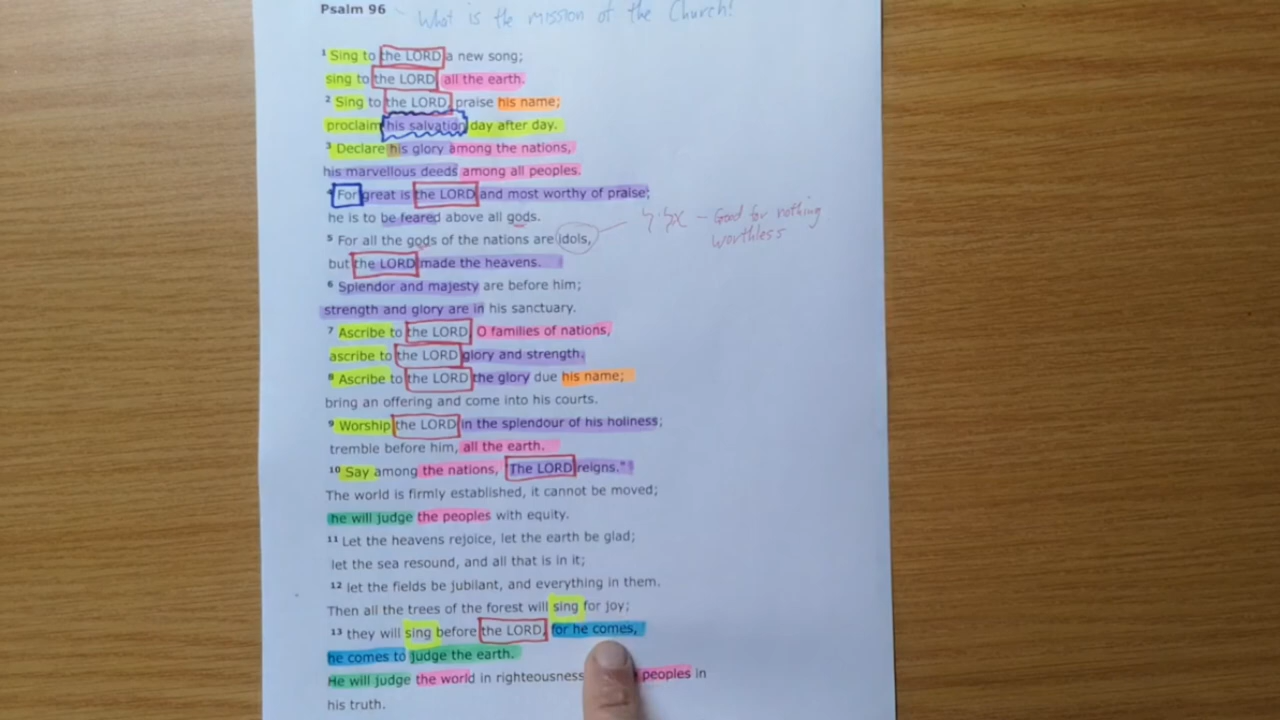 Psalm 96 - What is the mission of the Church!
1 Sing to the LORD a new song;
sing to the LORD, all the earth.
2 Sing to the LORD, praise his name;
proclaim his salvation day after day.
3 Declare his glory among the nations,
his marvellous deeds among all peoples.
4 For great is the LORD and most worthy of praise;
he is to be feared above all gods.
5 For all the gods of the nations are idols, - Good for nothing
worthless
but the LORD made the heavens.
6 Splendor and majesty are before him;
strength and glory are in his sanctuary.
7 Ascribe to the LORD, O families of nations,
ascribe to the LORD glory and strength.
8 Ascribe to the LORD the glory due his name;
bring an offering and come into his courts.
9 Worship the LORD in the splendour of his holiness;
tremble before him, all the earth.
10 Say among the nations, "The LORD reigns."
The world is firmly established, it cannot be moved;
he will judge the peoples with equity.
11 Let the heavens rejoice, let the earth be glad;
let the sea resound, and all that is in it;
12 let the fields be jubilant, and everything in them.
Then all the trees of the forest will sing for joy;
13 they will sing before the LORD, for he comes,
he comes to judge the earth.
He will judge the world in righteousness peoples in
his truth.